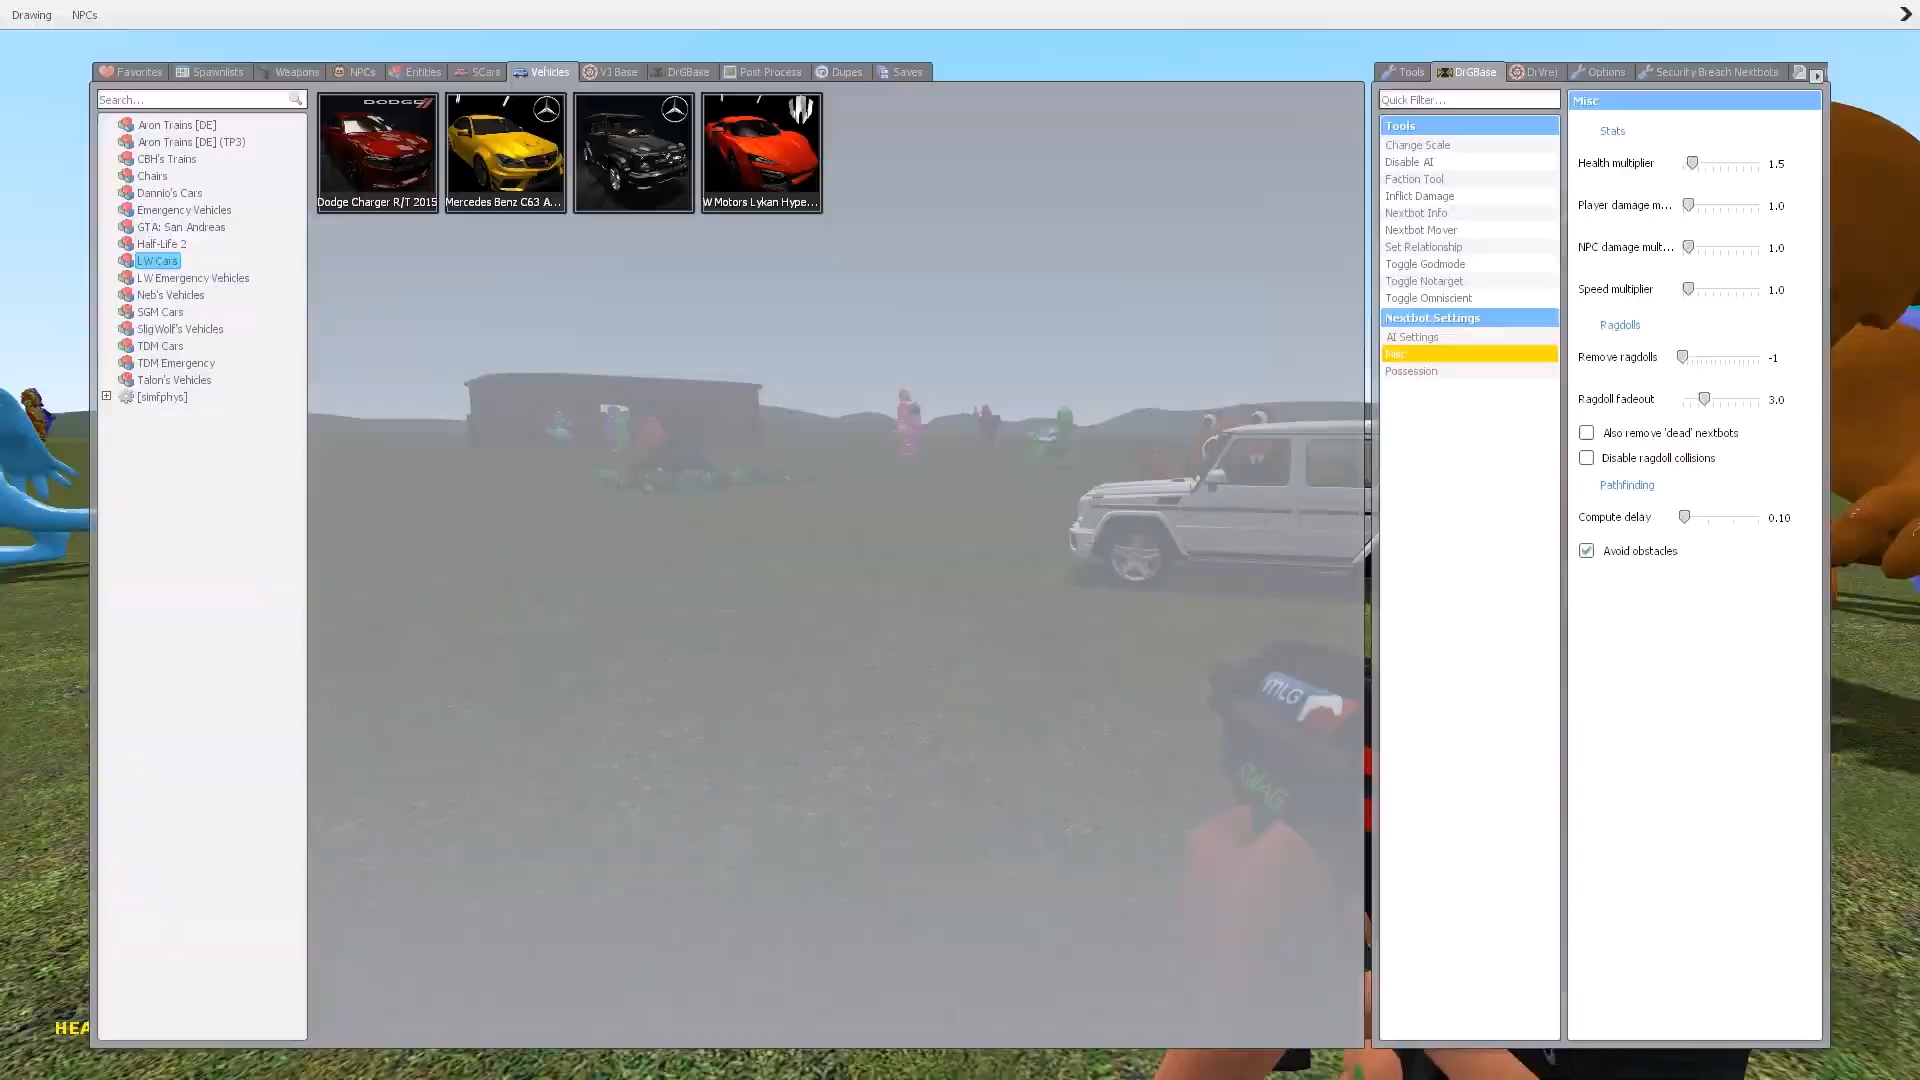 Drawing NPCs
Favorites Spawnlists Weapons NPCs Entities SCars Vehicles VJ Base DrGBase Post Process Dupes Saves
Tools DrGBase DrVrej Options Security Breach Nextbots
Search...
Aron Trains [DE]
Aron Trains [DE] (TP3)
CBH's Trains
Chairs
Dannio's Cars
Emergency Vehicles
GTA: San Andreas
Half-Life 2
LW Cars
LW Emergency Vehicles
Neb's Vehicles
SGM Cars
SligWolf's Vehicles
TDM Cars
TDM Emergency
Talon's Vehicles
[simfphys]
DODGE
Dodge Charger R/T 2015
Mercedes Benz C63 A...
W Motors Lykan Hype...
MLG
SWAG
HEA
Quick Filter...
Tools
Change Scale
Disable AI
Faction Tool
Inflict Damage
Nextbot Info
Nextbot Mover
Set Relationship
Toggle Godmode
Toggle Notarget
Toggle Omniscient
Nextbot Settings
AI Settings
Misc
Possession
Misc
Stats
Health multiplier 1.5
Player damage m... 1.0
NPC damage mult... 1.0
Speed multiplier 1.0
Ragdolls
Remove ragdolls -1
Ragdoll fadeout 3.0
Also remove 'dead' nextbots
Disable ragdoll collisions
Pathfinding
Compute delay 0.10
Avoid obstacles